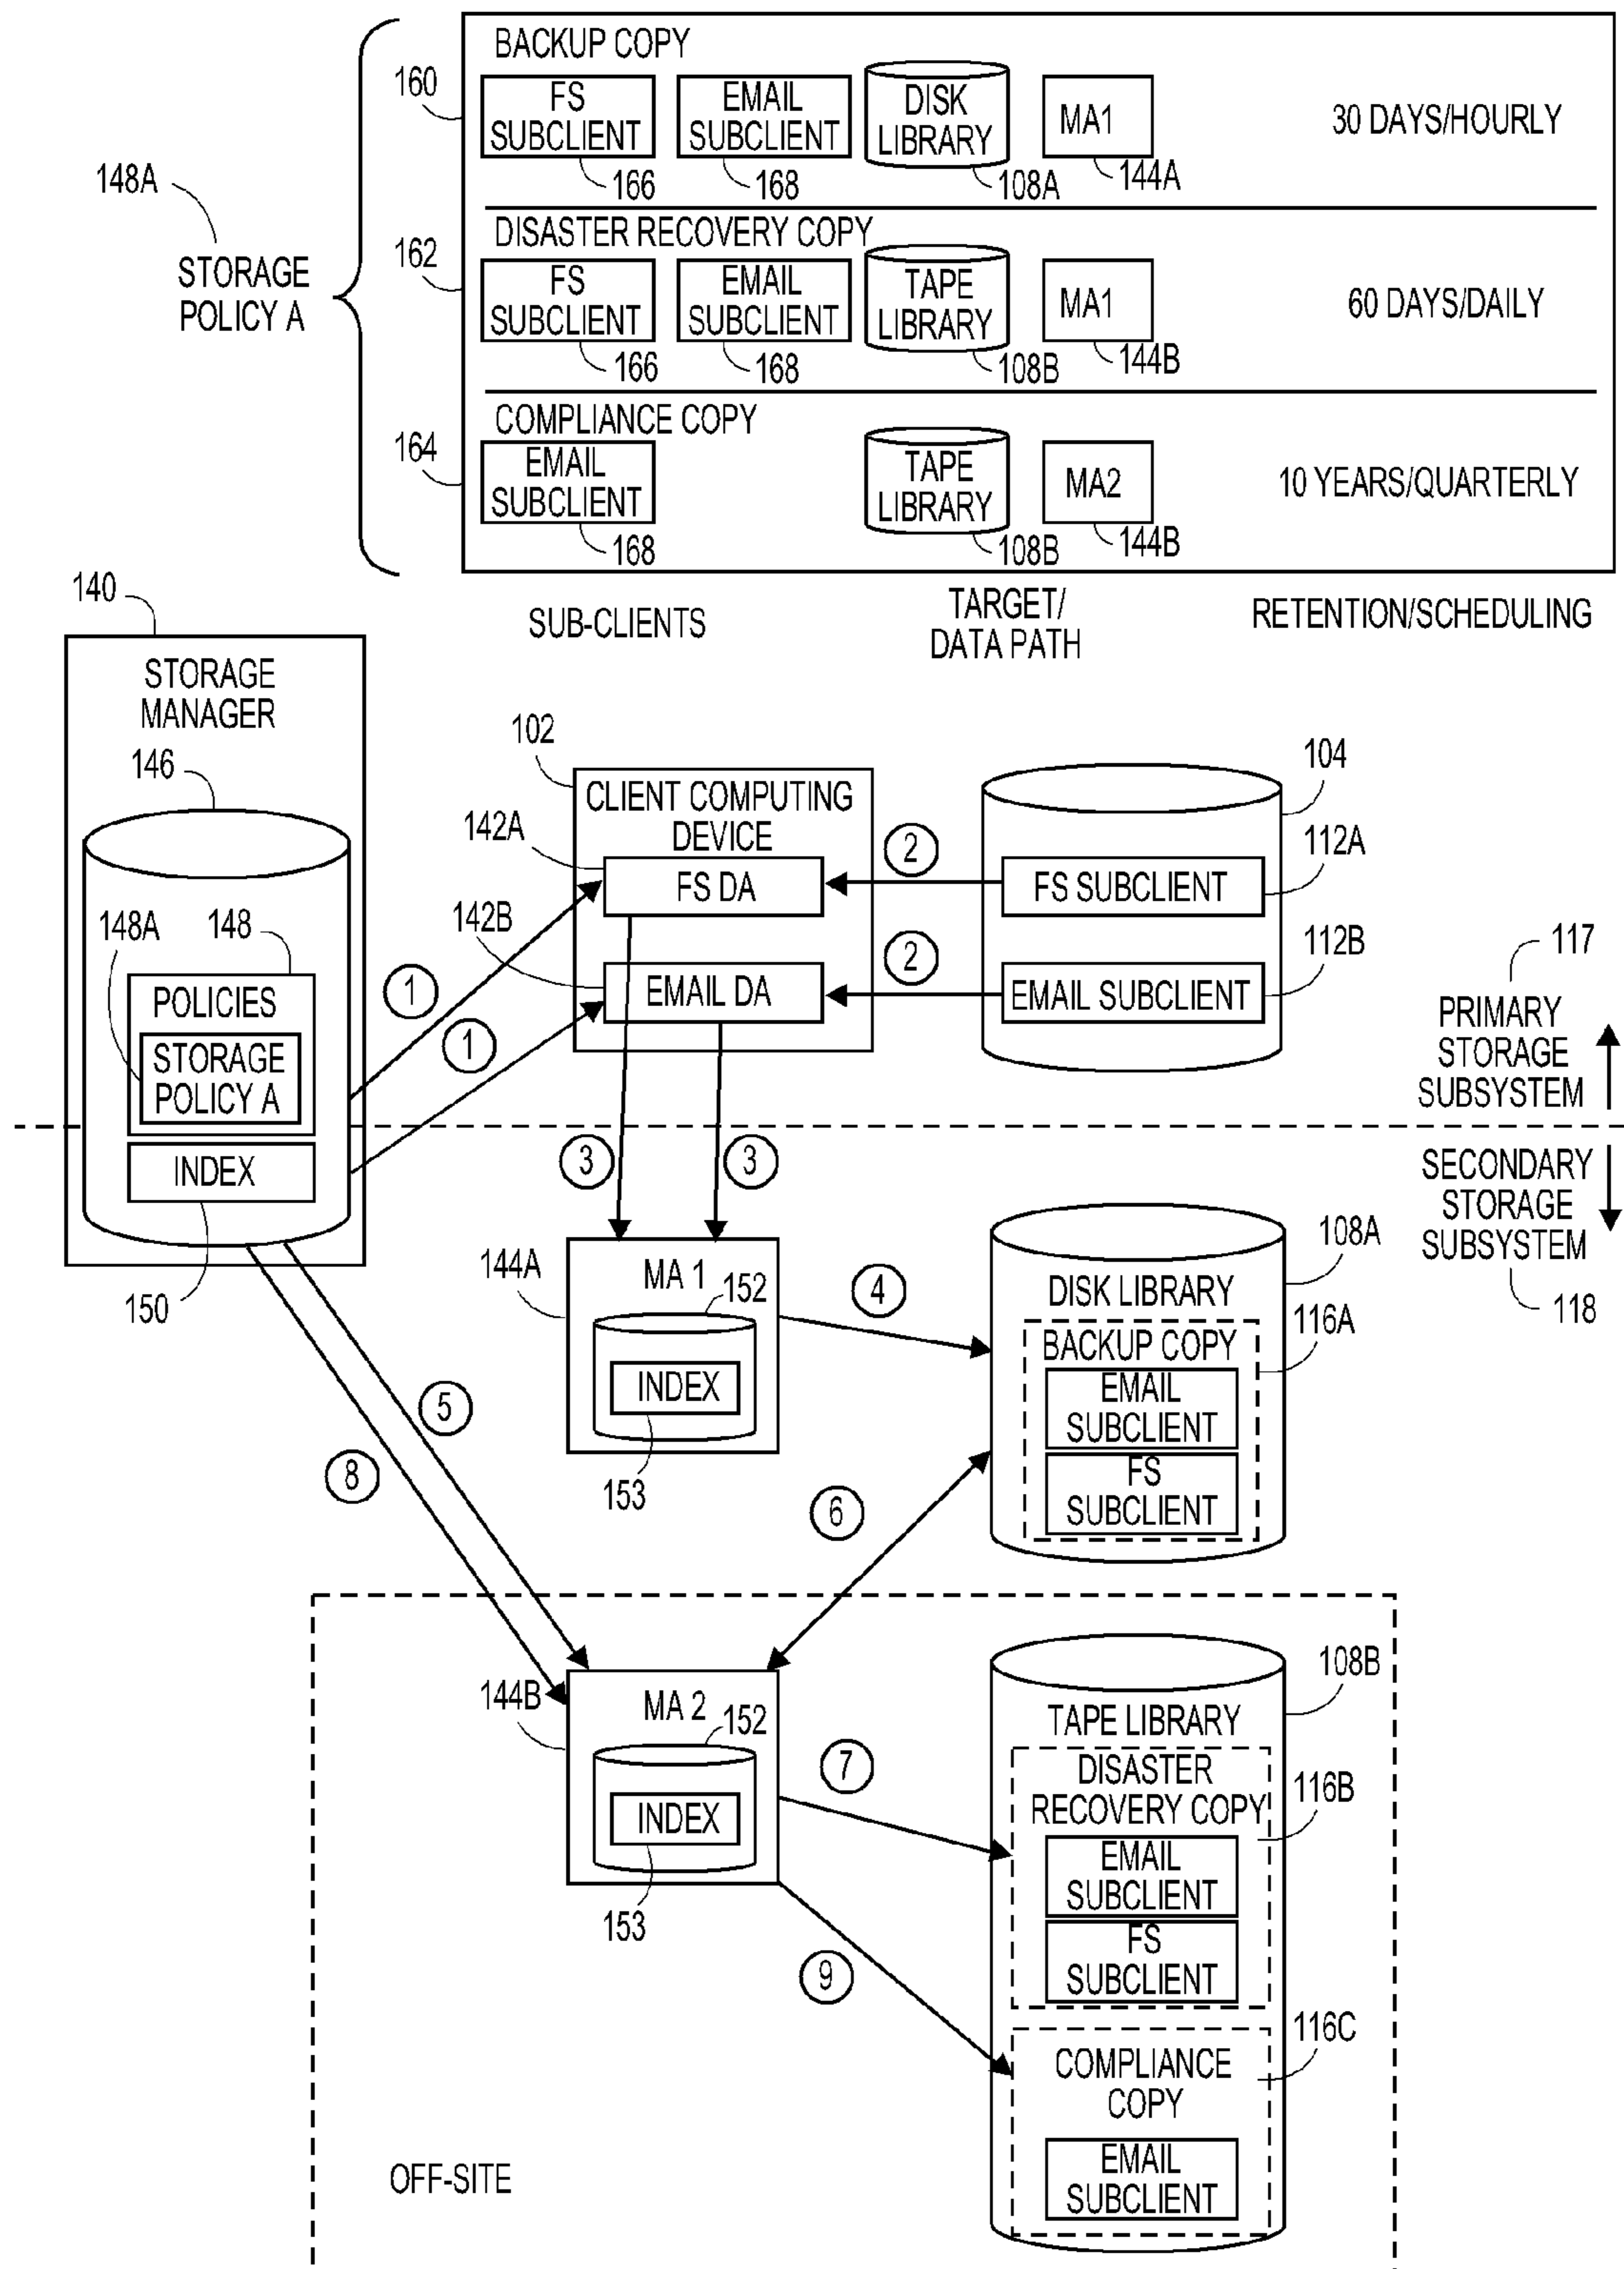 BACKUP COPY
160
FS
SUBCLIENT
166
EMAIL
SUBCLIENT
168
DISK
LIBRARY
108A
MA1
144A
30 DAYS/HOURLY
148A
STORAGE
POLICY A
DISASTER RECOVERY COPY
162
FS
SUBCLIENT
166
EMAIL
SUBCLIENT
168
TAPE
LIBRARY
108B
MA1
144B
60 DAYS/DAILY
COMPLIANCE COPY
164
EMAIL
SUBCLIENT
168
TAPE
LIBRARY
108B
MA2
144B
10 YEARS/QUARTERLY
SUB-CLIENTS
TARGET/
DATA PATH
RETENTION/SCHEDULING
140
STORAGE
MANAGER
146
148A
148
POLICIES
STORAGE
POLICY A
INDEX
150
102
CLIENT COMPUTING
DEVICE
142A
FS DA
142B
EMAIL DA
1
1
2
2
104
FS SUBCLIENT
112A
EMAIL SUBCLIENT
112B
117
PRIMARY
STORAGE
SUBSYSTEM
SECONDARY
STORAGE
SUBSYSTEM
118
3
3
144A
MA 1
152
INDEX
153
4
108A
DISK LIBRARY
116A
BACKUP COPY
EMAIL
SUBCLIENT
FS
SUBCLIENT
5
8
6
144B
MA 2
152
INDEX
153
7
9
108B
TAPE LIBRARY
DISASTER
RECOVERY COPY
116B
EMAIL
SUBCLIENT
FS
SUBCLIENT
116C
COMPLIANCE
COPY
EMAIL
SUBCLIENT
OFF-SITE